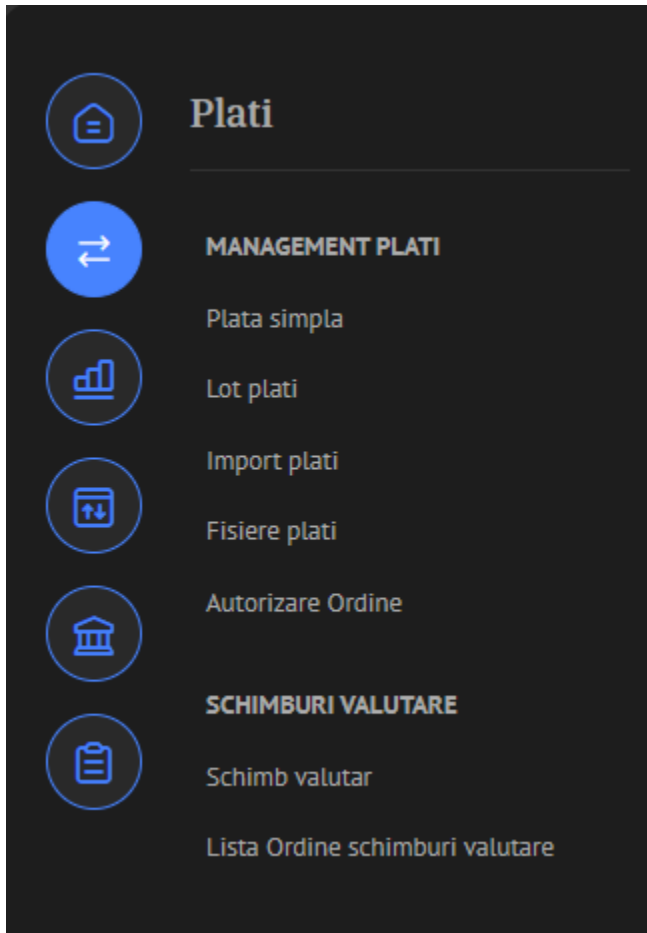 Plati
MANAGEMENT PLATI
Plata simpla
Lot plati
Import plati
Fisiere plati
Autorizare Ordine
SCHIMBURI VALUTARE
Schimb valutar
Lista Ordine schimburi valutare